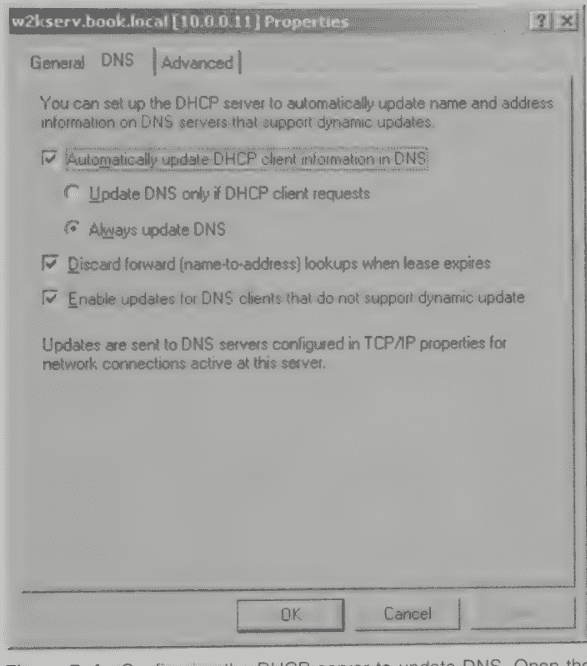 w2kserv.book.local [10.0.0.11] Properties
? X
General DNS Advanced
You can set up the DHCP server to automatically update name and address
information on DNS servers that support dynamic updates.
Automatically update DHCP client information in DNS
Update DNS only if DHCP client requests
Always update DNS
Discard forward (name-to-address) lookups when lease expires
Enable updates for DNS clients that do not support dynamic update
Updates are sent to DNS servers configured in TCP/IP properties for
network connections active at this server.
OK Cancel
Configuring the DHCP server to update DNS. Open the